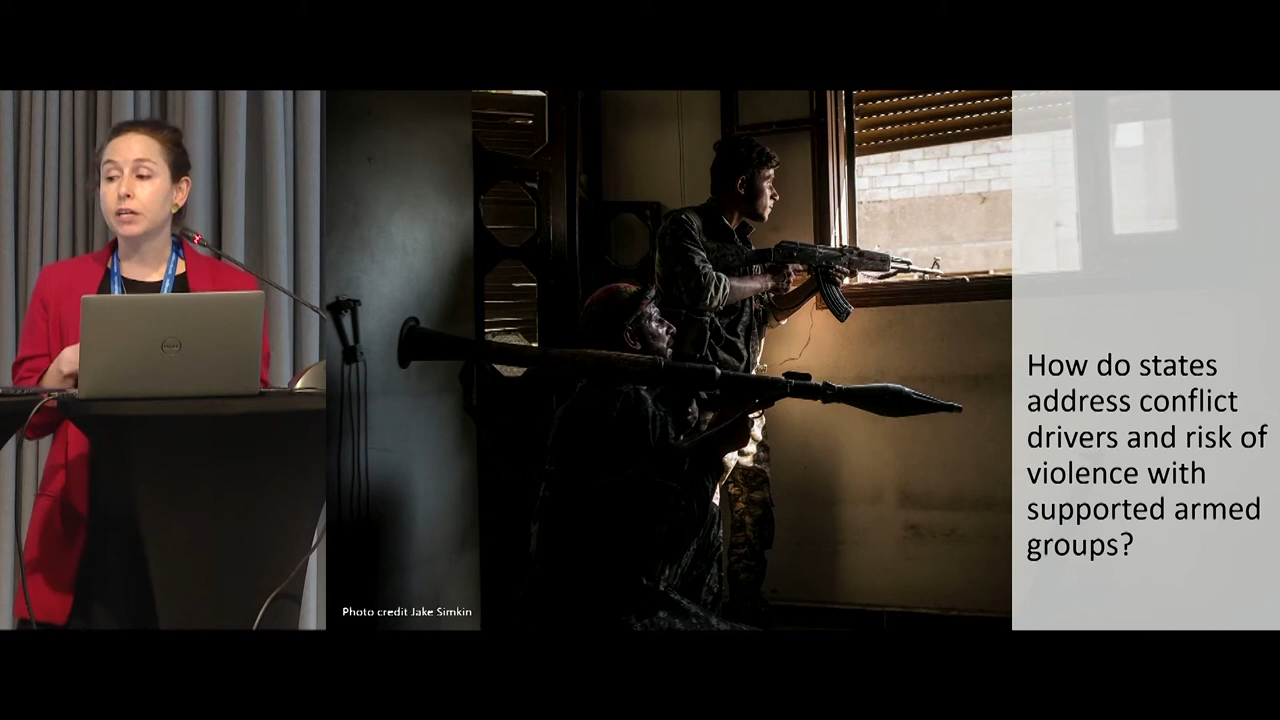 How do states
address conflict
drivers and risk of
violence with
supported armed
groups?
Photo credit Jake Simkin